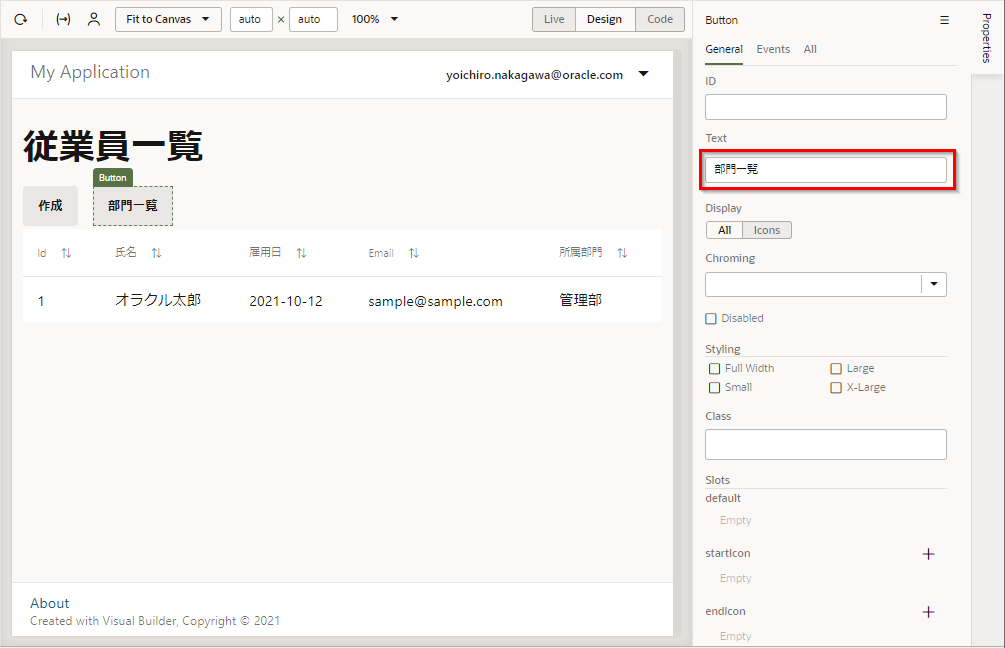 Fit to Canvas auto × auto 100% Live Design Code
My Application yoichiro.nakagawa@oracle.com
従業員一覧
Button
作成 部門一覧
Id 氏名 雇用日 Email 所属部門
1 オラクル太郎 2021-10-12 sample@sample.com 管理部
About
Created with Visual Builder, Copyright © 2021
Button
General Events All
ID
Text
部門一覧
Display
All Icons
Chroming
Disabled
Styling
Full Width Large
Small X-Large
Class
Slots
default
Empty
startIcon
Empty
endIcon
Empty
Properties